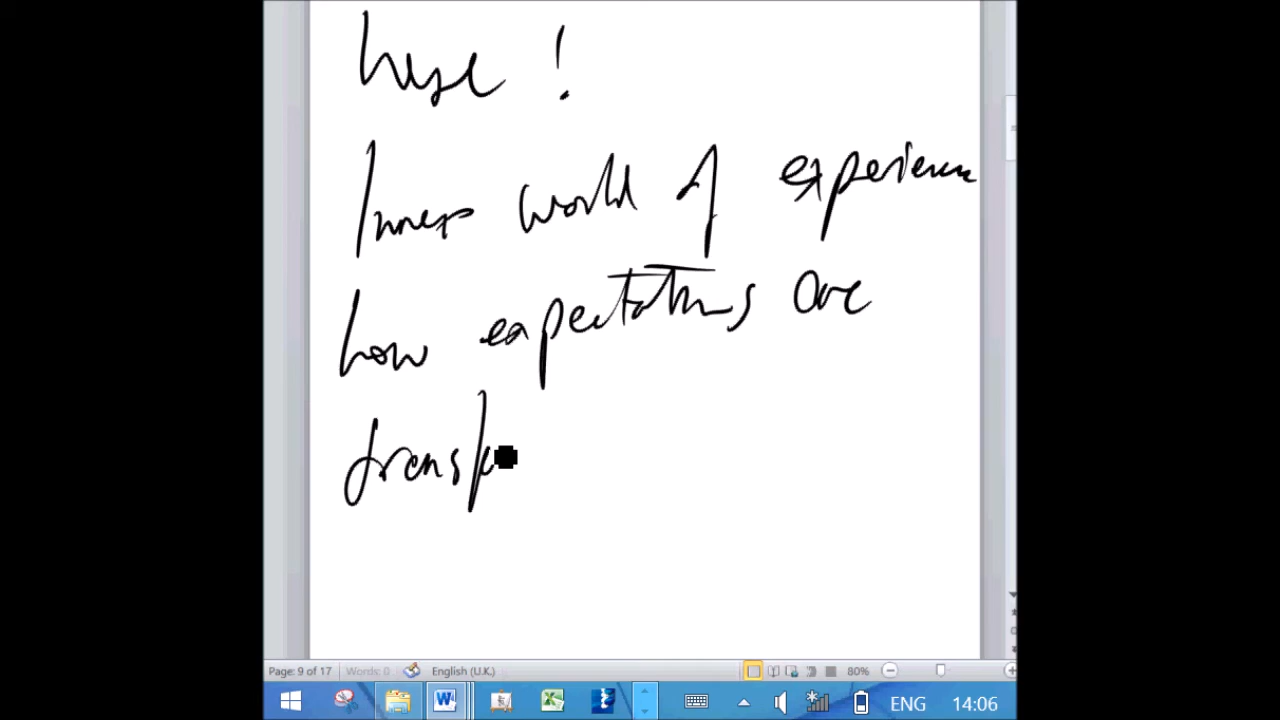 here !
Inner world of experience
how expectations are
transf
Page: 9 of 17 Words: 0 English (U.K.) 80%
ENG 14:06